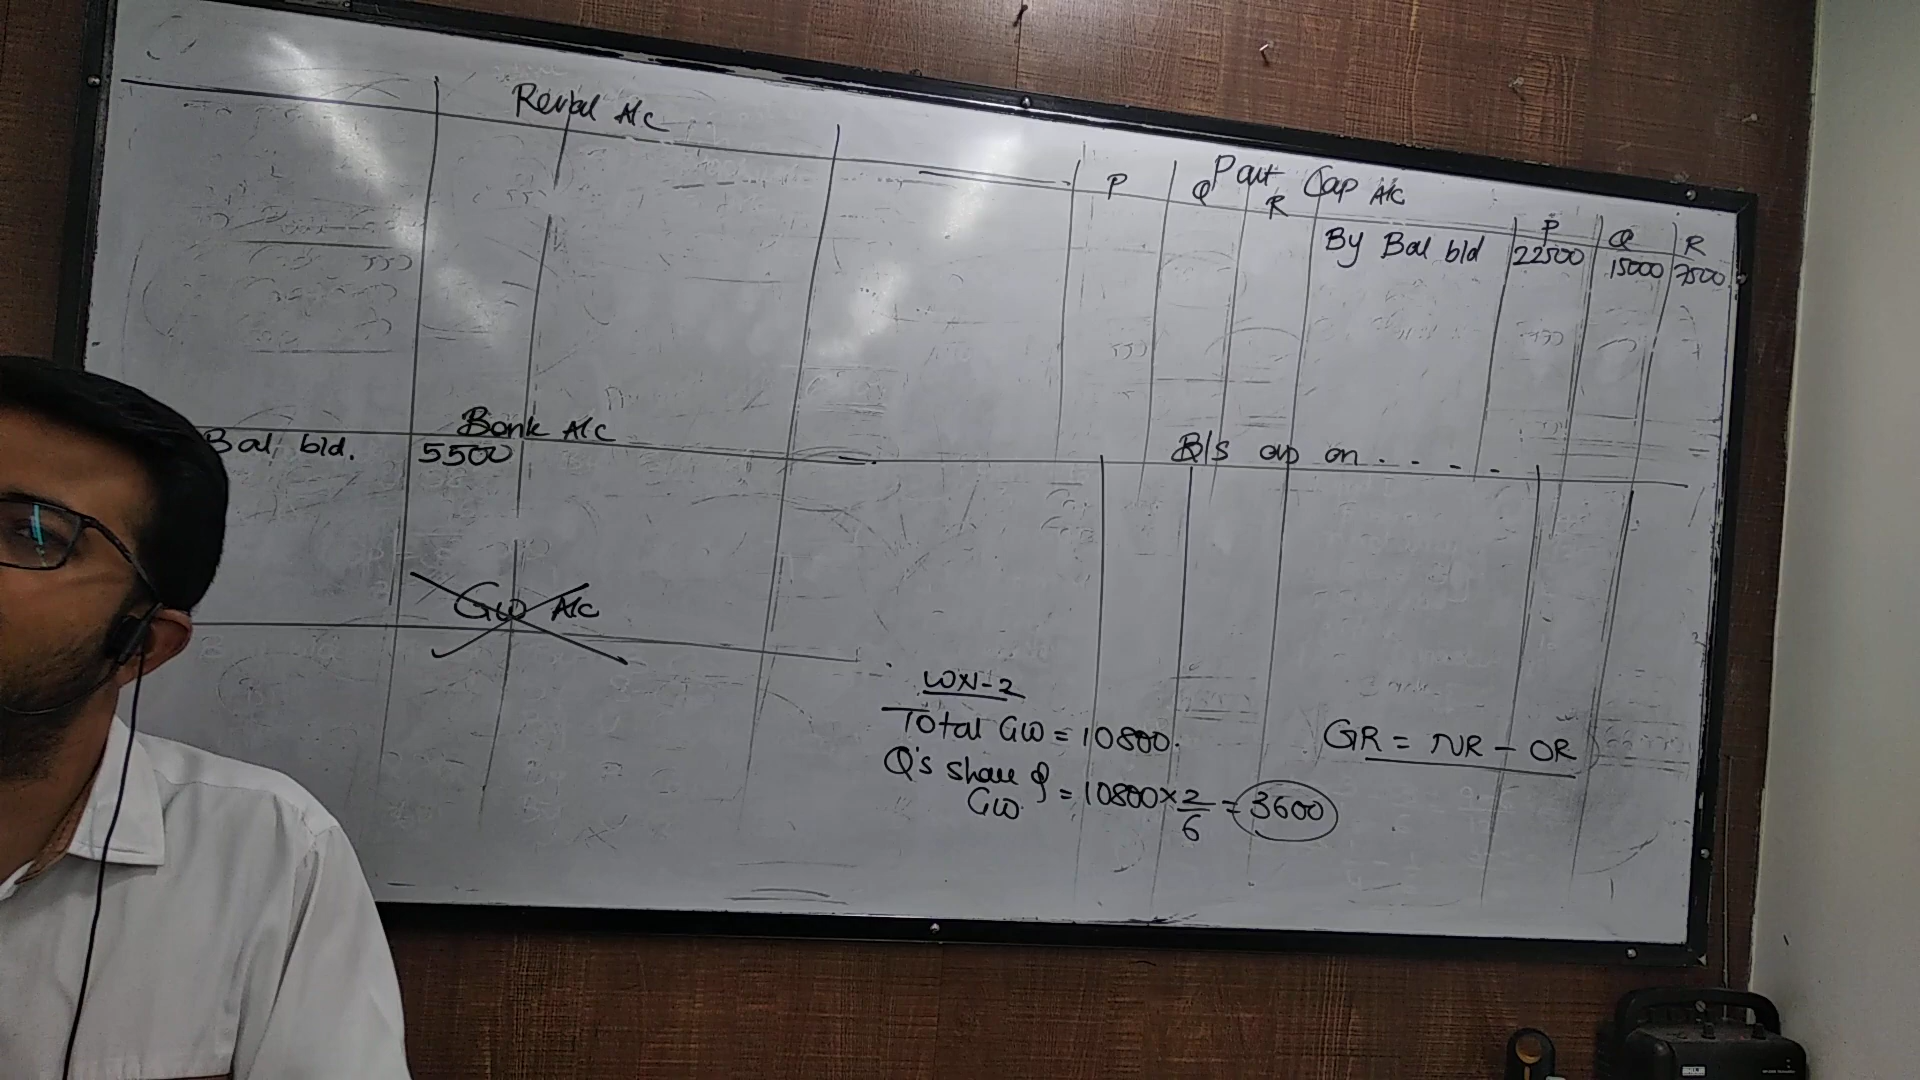 Reval A/c
Part Cap A/C
P Q R P Q R
By Bal b/d 22500 15000 7500
Bank A/C
Bal b/d. 5500
B/S as on - - - -
GW A/C
WN-2
Total GW = 10800.
Q's share of GW. = 10800 × 2/6 = 3600
GR = NR - OR